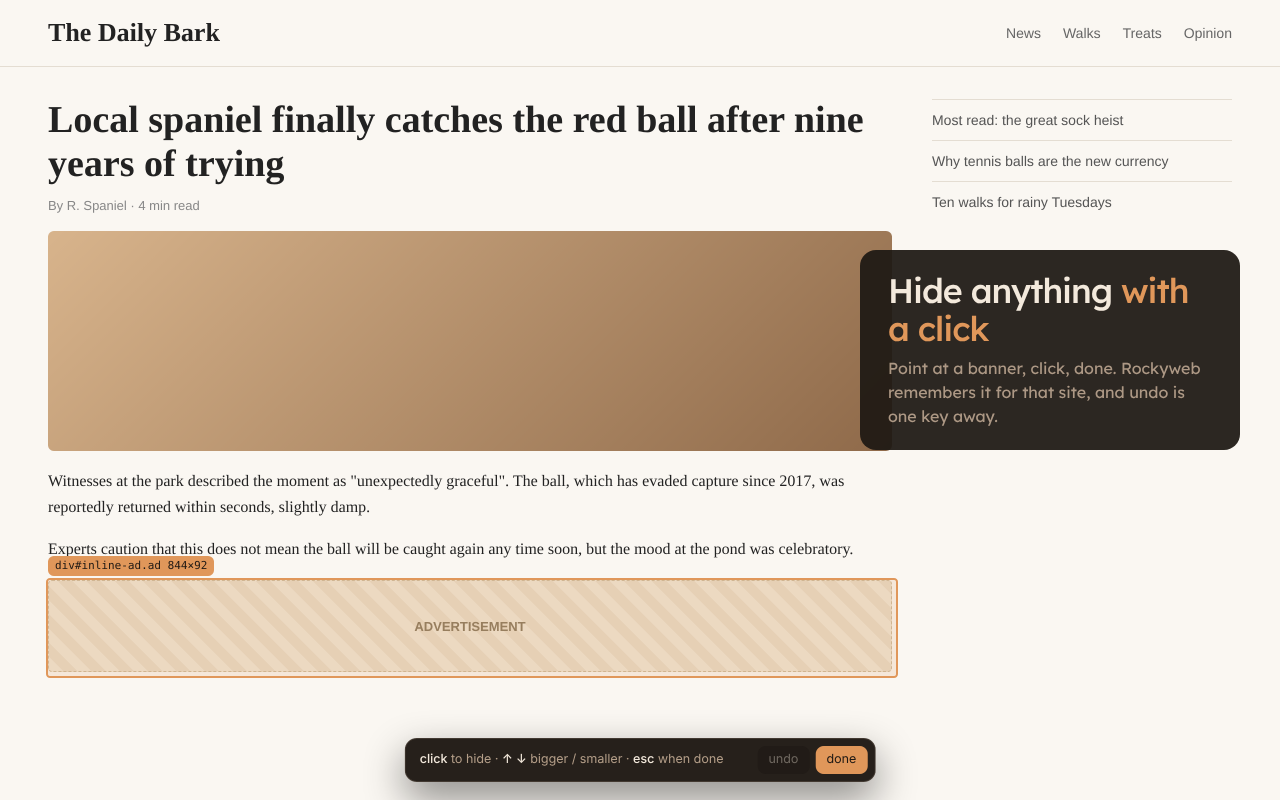 The Daily Bark
News Walks Treats Opinion
Local spaniel finally catches the red ball after nine
years of trying
By R. Spaniel · 4 min read
Most read: the great sock heist
Why tennis balls are the new currency
Ten walks for rainy Tuesdays
Hide anything with
a click
Point at a banner, click, done. Rockyweb
remembers it for that site, and undo is
one key away.
Witnesses at the park described the moment as "unexpectedly graceful". The ball, which has evaded capture since 2017, was
reportedly returned within seconds, slightly damp.
Experts caution that this does not mean the ball will be caught again any time soon, but the mood at the pond was celebratory.
div#inline-ad.ad 844×92
ADVERTISEMENT
click to hide · ↑ ↓ bigger / smaller · esc when done undo done